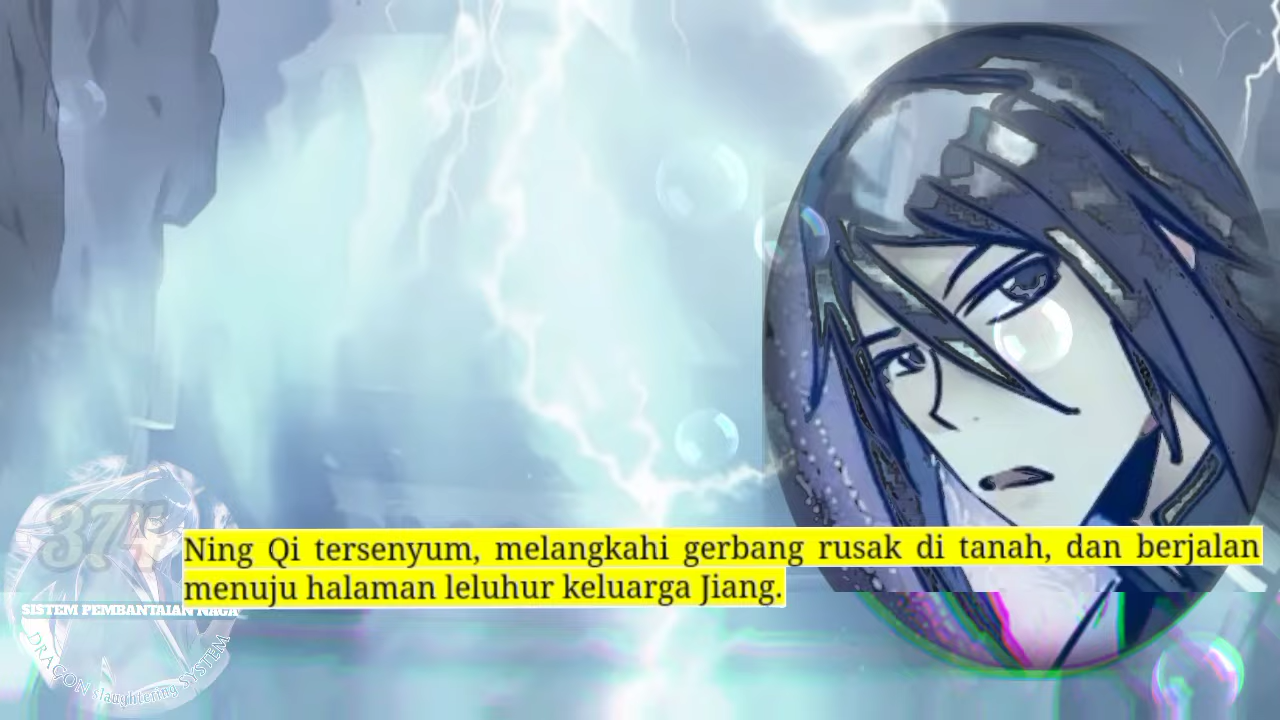 374
Ning Qi tersenyum, melangkahi gerbang rusak di tanah, dan berjalan
menuju halaman leluhur keluarga Jiang.
SISTEM PEMBANTAIAN NAGA
DRAGON slaughtering SYSTEM